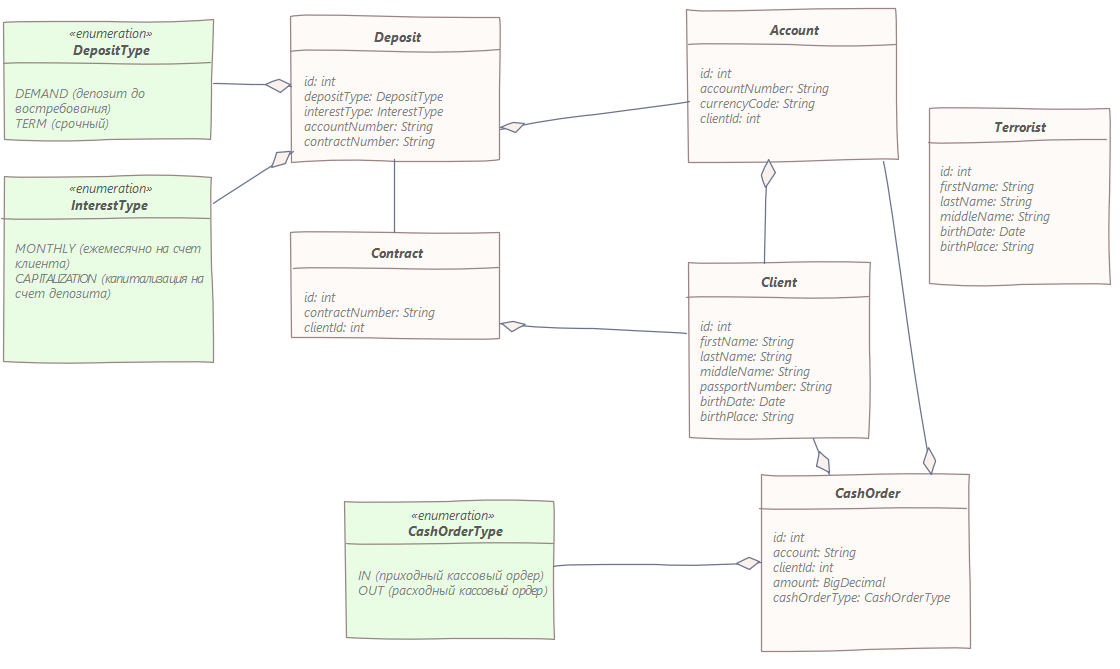 «enumeration»
DepositType
DEMAND (депозит до
востребования)
TERM (срочный)
Deposit
id: int
depositType: DepositType
interestType: InterestType
accountNumber: String
contractNumber: String
Account
id: int
accountNumber: String
currencyCode: String
clientId: int
Terrorist
id: int
firstName: String
lastName: String
middleName: String
birthDate: Date
birthPlace: String
«enumeration»
InterestType
MONTHLY (ежемесячно на счет
клиента)
CAPITALIZATION (капитализация на
счет депозита)
Contract
id: int
contractNumber: String
clientId: int
Client
id: int
firstName: String
lastName: String
middleName: String
passportNumber: String
birthDate: Date
birthPlace: String
«enumeration»
CashOrderType
IN (приходный кассовый ордер)
OUT (расходный кассовый ордер)
CashOrder
id: int
account: String
clientId: int
amount: BigDecimal
cashOrderType: CashOrderType